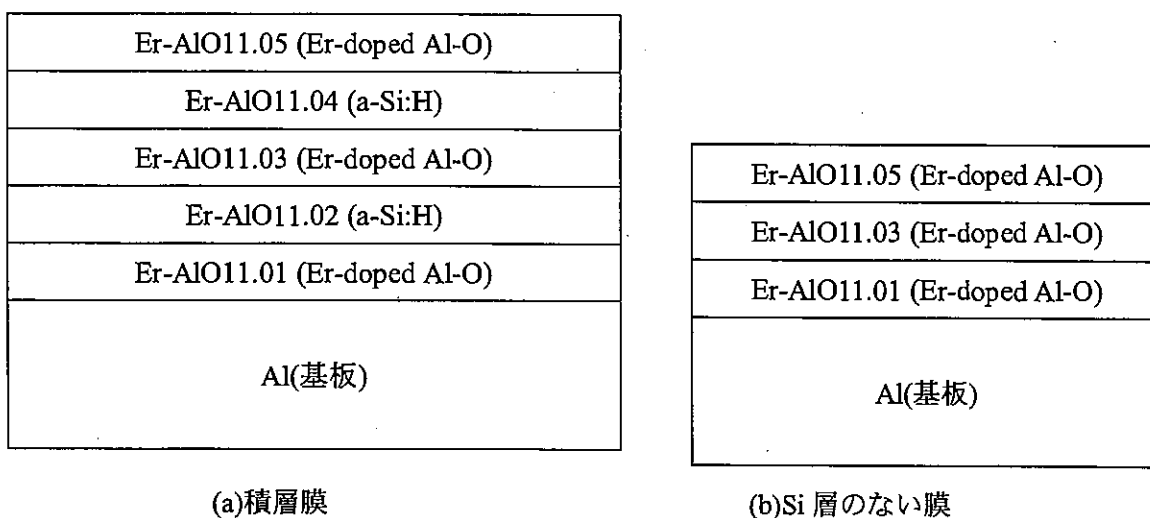 Er-AlO11.05 (Er-doped Al-O)
Er-AlO11.04 (a-Si:H)
Er-AlO11.03 (Er-doped Al-O)
Er-AlO11.02 (a-Si:H)
Er-AlO11.01 (Er-doped Al-O)
Al(基板)
(a)積層膜
Er-AlO11.05 (Er-doped Al-O)
Er-AlO11.03 (Er-doped Al-O)
Er-AlO11.01 (Er-doped Al-O)
Al(基板)
(b)Si 層のない膜